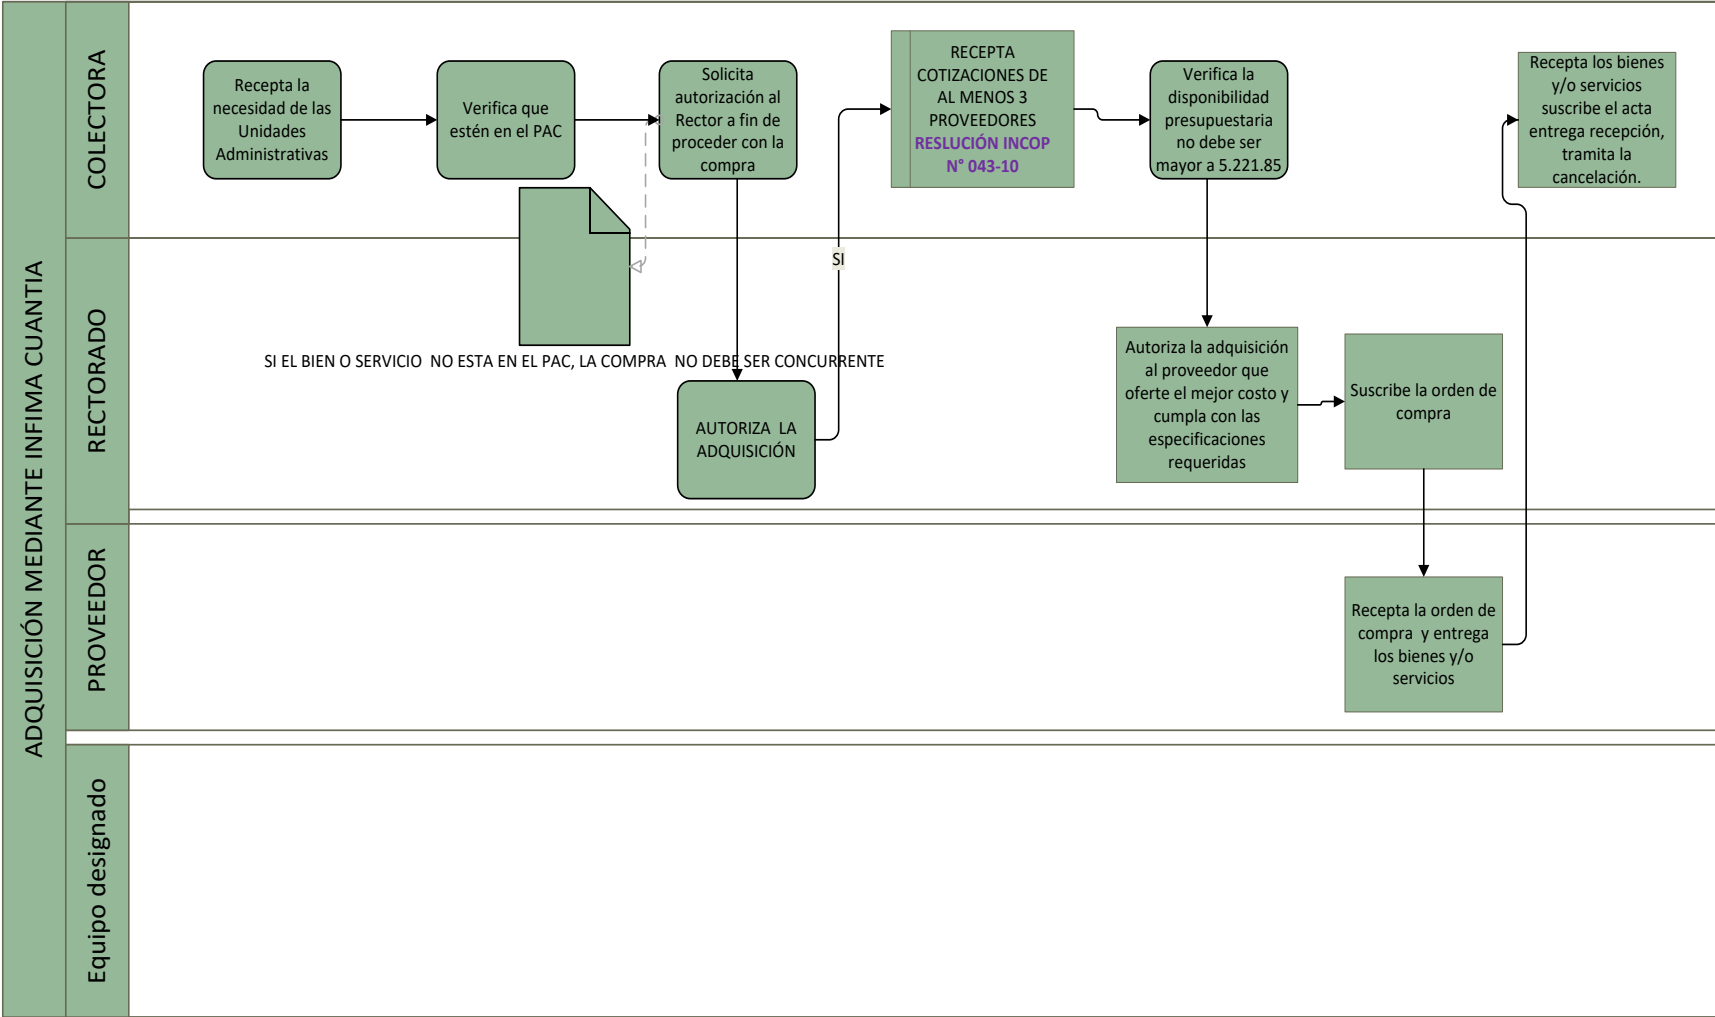 ADQUISICIÓN MEDIANTE INFIMA CUANTIA
COLECTORA
Recepta la
necesidad de las
Unidades
Administrativas
Verifica que
estén en el PAC
Solicita
autorización al
Rector a fin de
proceder con la
compra
RECEPTA
COTIZACIONES DE
AL MENOS 3
PROVEEDORES
RESLUCIÓN INCOP
N° 043-10
Verifica la
disponibilidad
presupuestaria
no debe ser
mayor a 5.221.85
Recepta los bienes
y/o servicios
suscribe el acta
entrega recepción,
tramita la
cancelación.
RECTORADO
SI
SI EL BIEN O SERVICIO  NO ESTA EN EL PAC, LA COMPRA  NO DEBE SER CONCURRENTE
AUTORIZA  LA
ADQUISICIÓN
Autoriza la adquisición
al proveedor que
oferte el mejor costo y
cumpla con las
especificaciones
requeridas
Suscribe la orden de
compra
PROVEEDOR
Recepta la orden de
compra  y entrega
los bienes y/o
servicios
Equipo designado